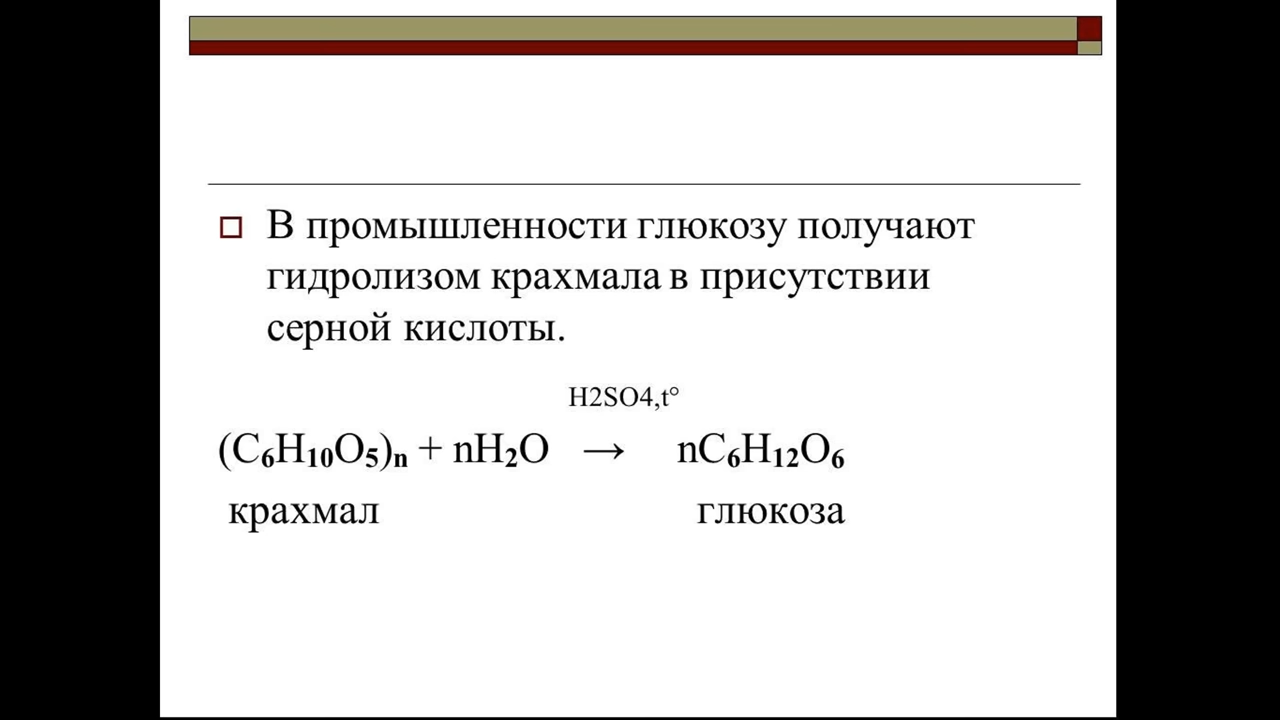 В промышленности глюкозу получают
гидролизом крахмала в присутствии
серной кислоты.
H2SO4,t°
(C₆H₁₀O₅)ₙ + nH₂O → nC₆H₁₂O₆
крахмал глюкоза